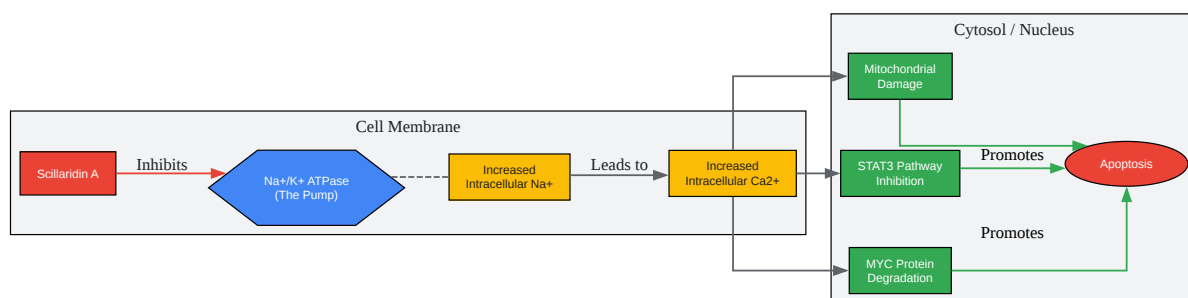 Cytosol / Nucleus
Mitochondrial
Damage
Cell Membrane
Scillaridin A
Inhibits
Na+/K+ ATPase
(The Pump)
Increased
Intracellular Na+
Leads to
Increased
Intracellular Ca2+
STAT3 Pathway
Inhibition
Promotes
Apoptosis
Promotes
MYC Protein
Degradation